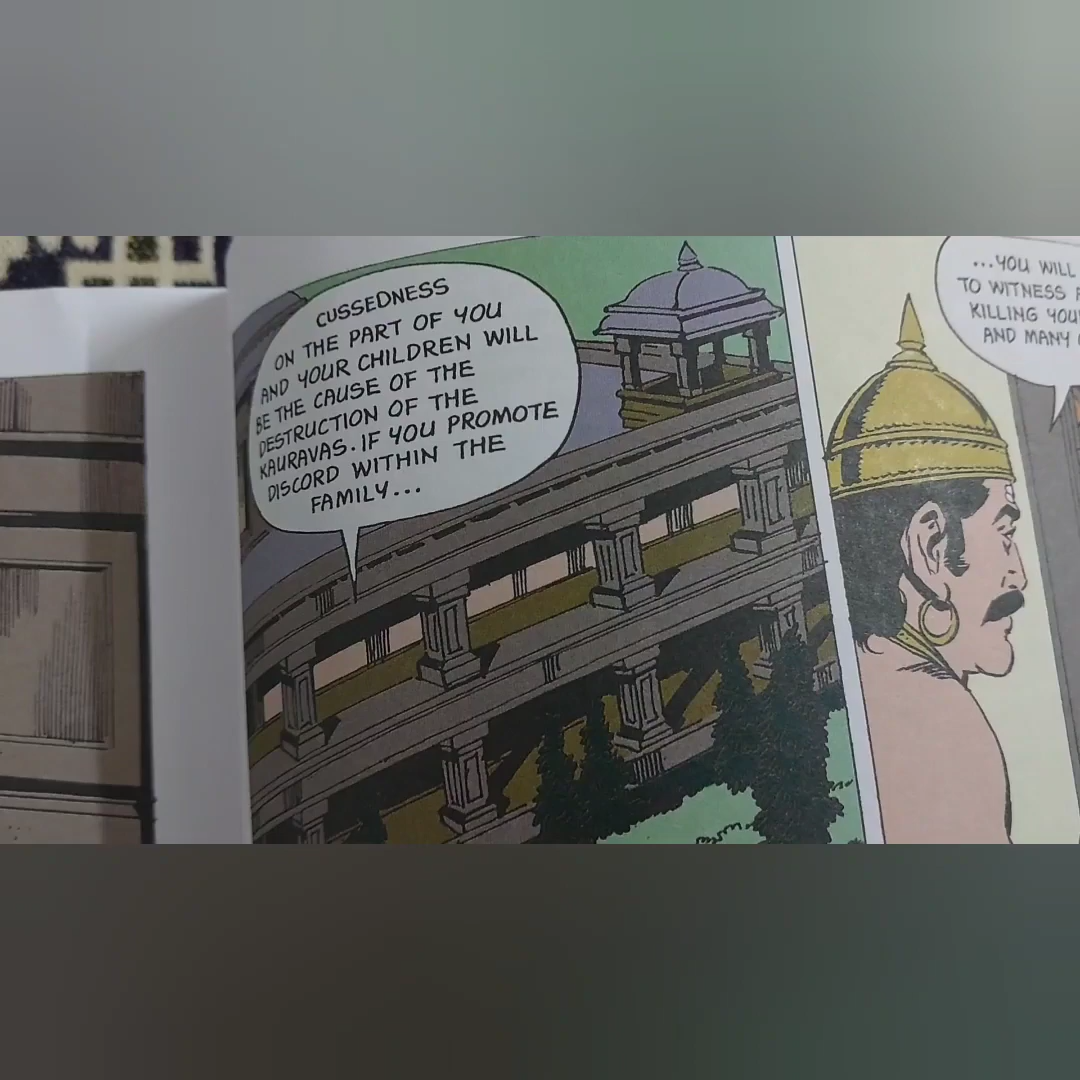 CUSSEDNESS
ON THE PART OF YOU
AND YOUR CHILDREN WILL
BE THE CAUSE OF THE
DESTRUCTION OF THE
KAURAVAS. IF YOU PROMOTE
DISCORD WITHIN THE
FAMILY...
...YOU WILL
TO WITNESS
KILLING
AND MANY